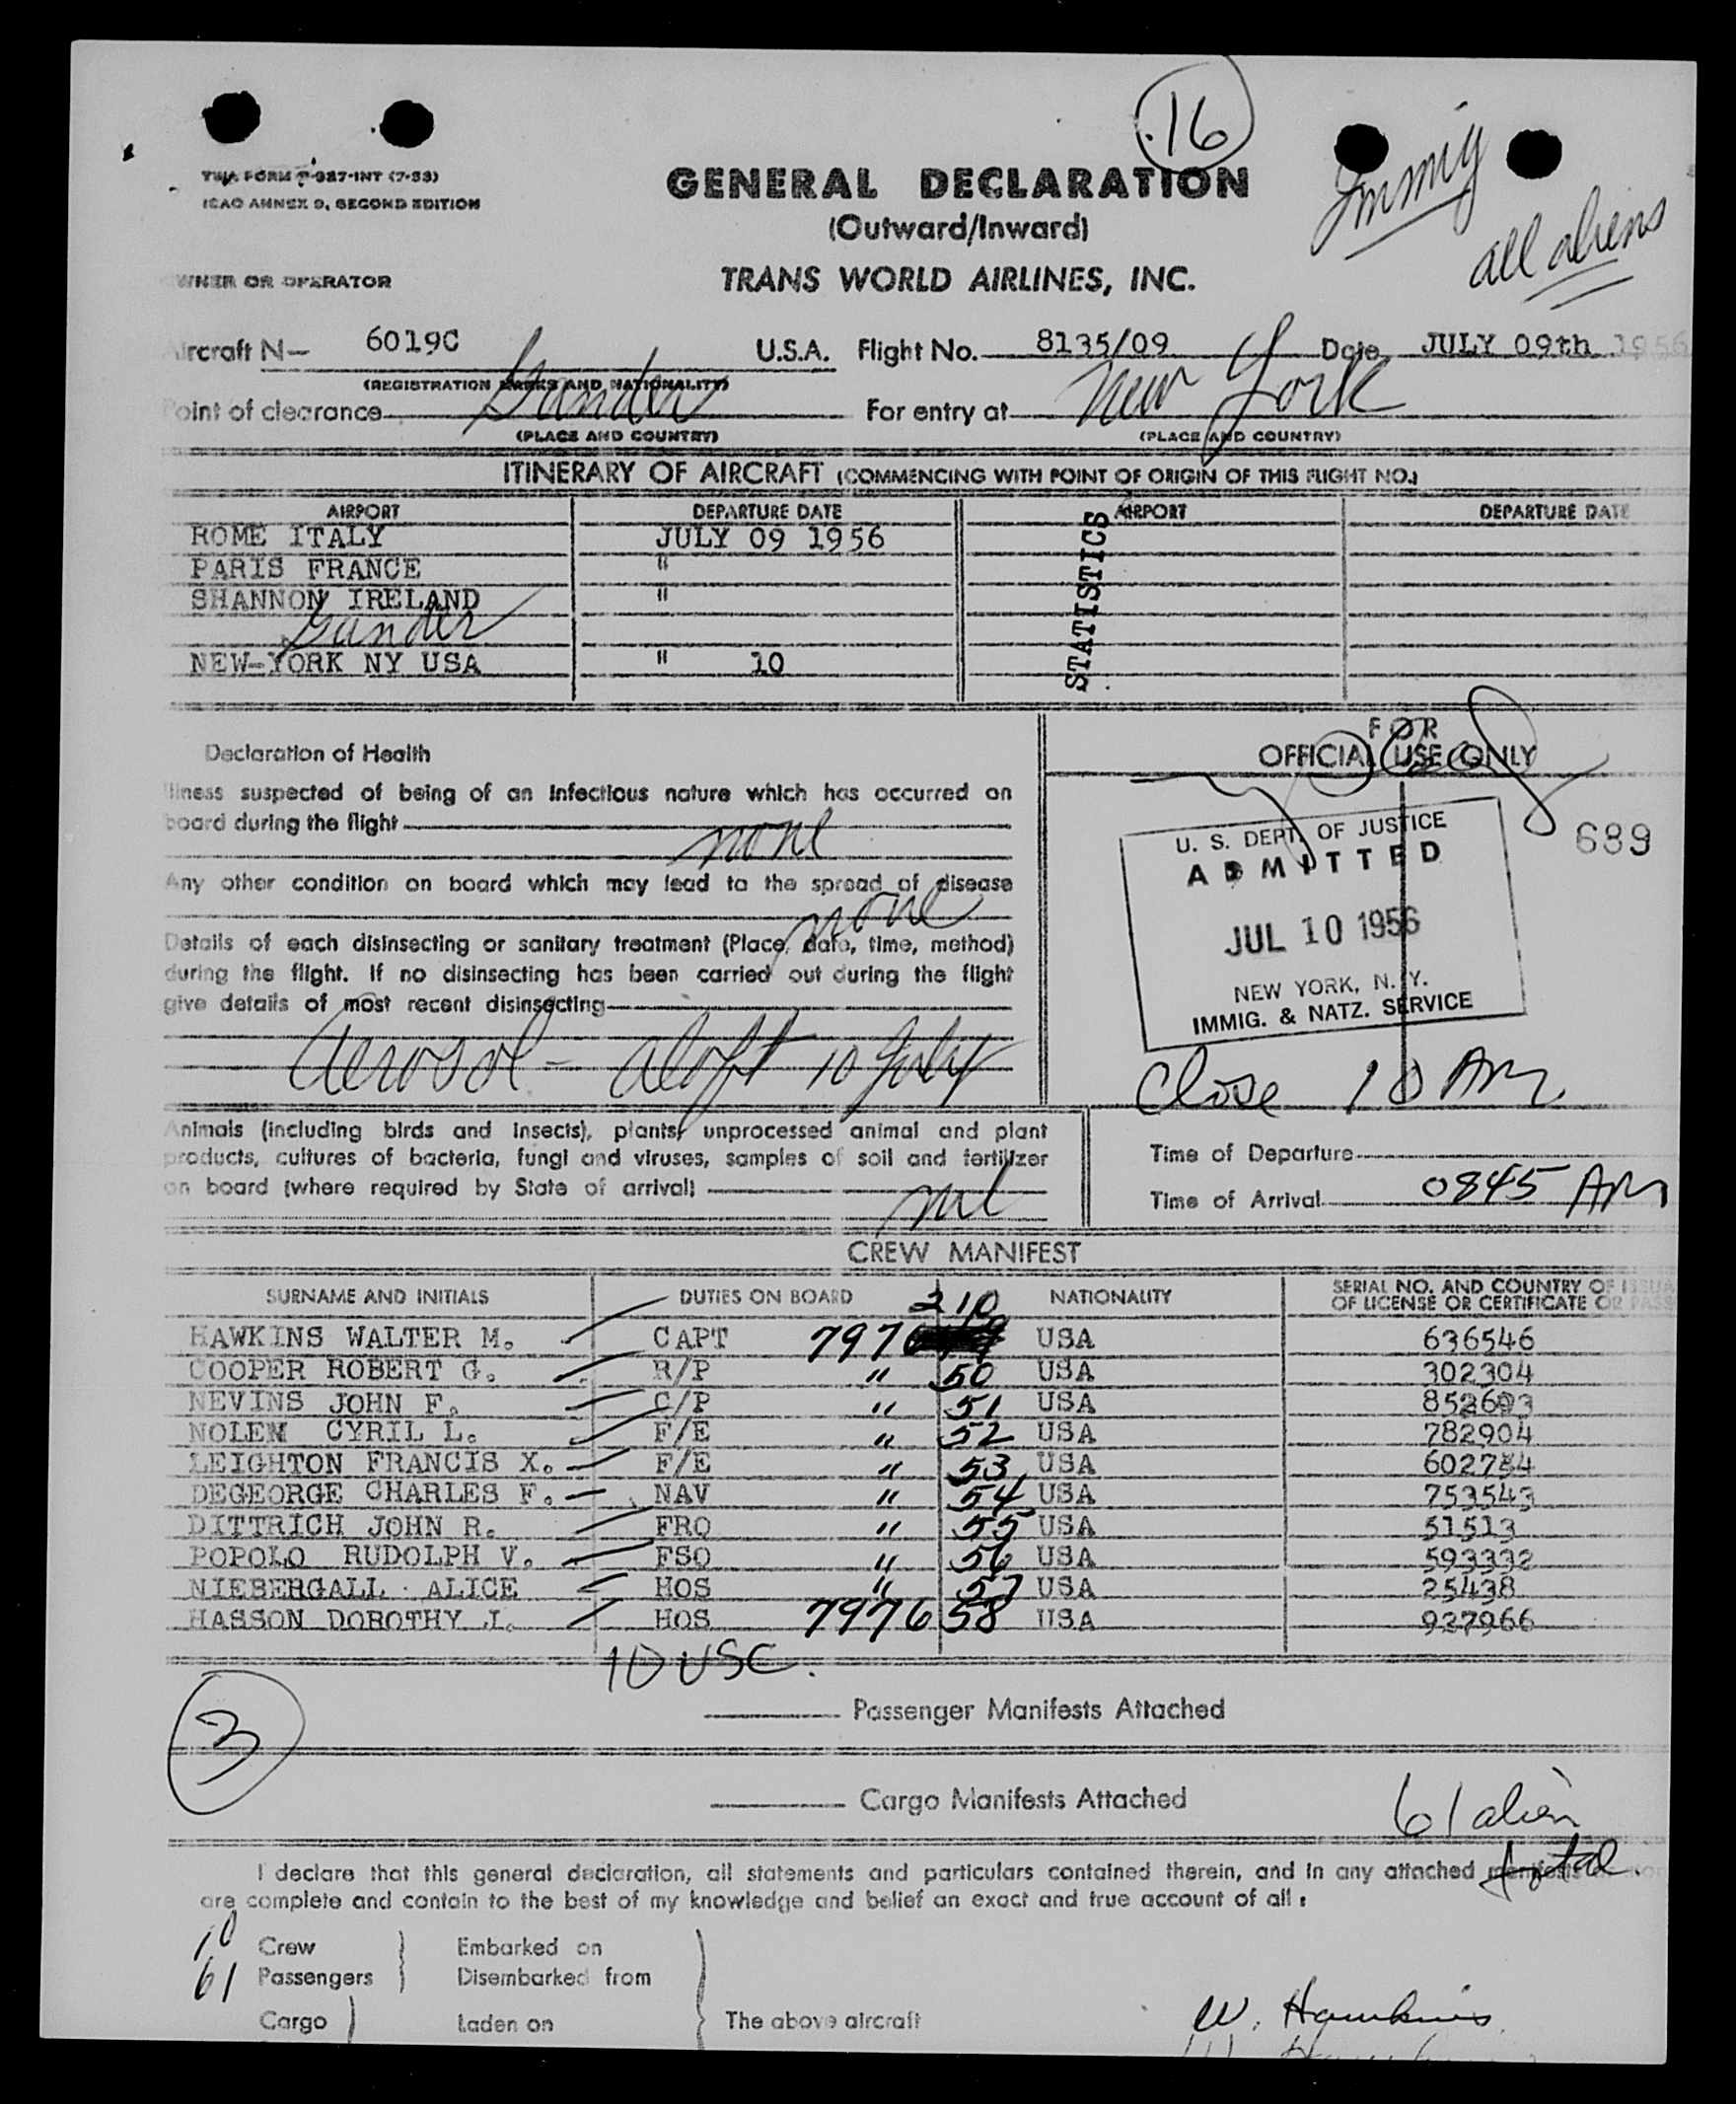 16
Immig
all aliens
TWA FORM F-927-INT (7-53)
ICAO ANNEX 9, SECOND EDITION
GENERAL DECLARATION
(Outward/Inward)
OWNER OR OPERATOR
TRANS WORLD AIRLINES, INC.
Aircraft N— 6019C U.S.A. Flight No. 8135/09 Date JULY 09th 1956
(REGISTRATION MARKS AND NATIONALITY)
Point of clearance Gander For entry at New York
(PLACE AND COUNTRY) (PLACE AND COUNTRY)
ITINERARY OF AIRCRAFT (COMMENCING WITH POINT OF ORIGIN OF THIS FLIGHT NO.)
AIRPORT DEPARTURE DATE AIRPORT DEPARTURE DATE
ROME ITALY JULY 09 1956
PARIS FRANCE "
SHANNON IRELAND "
Gander
NEW-YORK NY USA " 10
STATISTICS
Declaration of Health
Illness suspected of being of an infectious nature which has occurred on
board during the flight
none
Any other condition on board which may lead to the spread of disease
none
Details of each disinsecting or sanitary treatment (Place, date, time, method)
during the flight. If no disinsecting has been carried out during the flight
give details of most recent disinsecting
Aerosol - aloft 10 July
FOR
OFFICIAL USE ONLY
U. S. DEPT. OF JUSTICE
ADMITTED
689
JUL 10 1956
NEW YORK, N. Y.
IMMIG. & NATZ. SERVICE
Close 10 AM
Animals (including birds and insects), plants, unprocessed animal and plant
products, cultures of bacteria, fungi and viruses, samples of soil and fertilizer
on board (where required by State of arrival)
nil
Time of Departure
Time of Arrival 0845 AM
CREW MANIFEST
SURNAME AND INITIALS DUTIES ON BOARD NATIONALITY SERIAL NO. AND COUNTRY OF ISSUE
OF LICENSE OR CERTIFICATE OR PASS
210
HAWKINS WALTER M. CAPT 7976 USA 636546
COOPER ROBERT G. R/P " 50 USA 302304
NEVINS JOHN F. C/P " 51 USA 852693
NOLEM CYRIL L. F/E " 52 USA 782904
LEIGHTON FRANCIS X. F/E " 53 USA 602754
DEGEORGE CHARLES F. NAV " 54 USA 753543
DITTRICH JOHN R. FRO " 55 USA 51513
POPOLO RUDOLPH V. FSO " 56 USA 593332
NIEBERGALL ALICE HOS " 57 USA 25438
HASSON DOROTHY J. HOS 7976 58 USA 927966
10 USC.
3
Passenger Manifests Attached
Cargo Manifests Attached
61 alien
total.
I declare that this general declaration, all statements and particulars contained therein, and in any attached manifests
are complete and contain to the best of my knowledge and belief an exact and true account of all :
10 Crew Embarked on
61 Passengers Disembarked from
Cargo Laden on The above aircraft
W. Hawkins